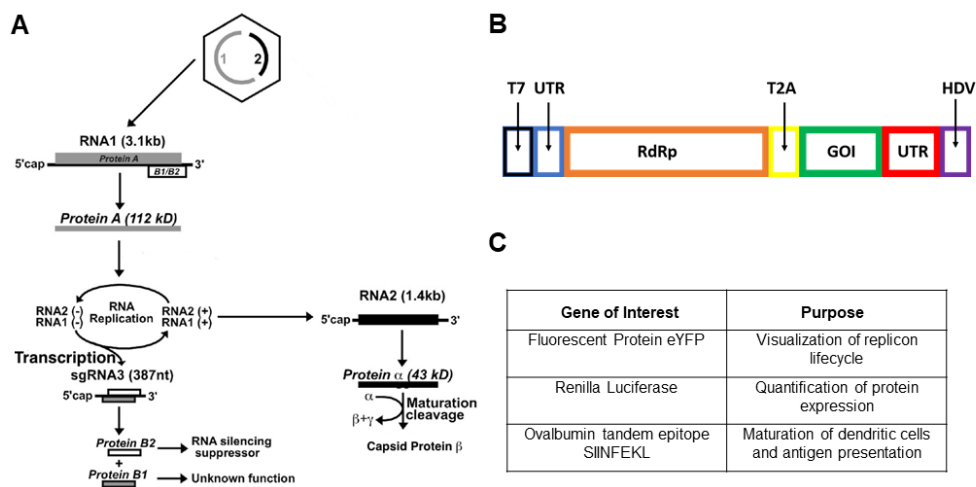 A
1 2
RNA1 (3.1kb)
Protein A
5'cap 3'
B1/B2
Protein A (112 kD)
RNA2 (-)
RNA1 (-)
RNA
Replication
RNA2 (+)
RNA1 (+)
Transcription
sgRNA3 (387nt)
5'cap 3'
Protein B2
RNA silencing
suppressor
+
Protein B1
Unknown function
RNA2 (1.4kb)
5'cap 3'
Protein α (43 kD)
α
β+γ
Maturation
cleavage
Capsid Protein β
B
T7 UTR T2A HDV
RdRp GOI UTR
C
Gene of Interest Purpose
Fluorescent Protein eYFP Visualization of replicon
lifecycle
Renilla Luciferase Quantification of protein
expression
Ovalbumin tandem epitope Maturation of dendritic cells
SIINFEKL and antigen presentation